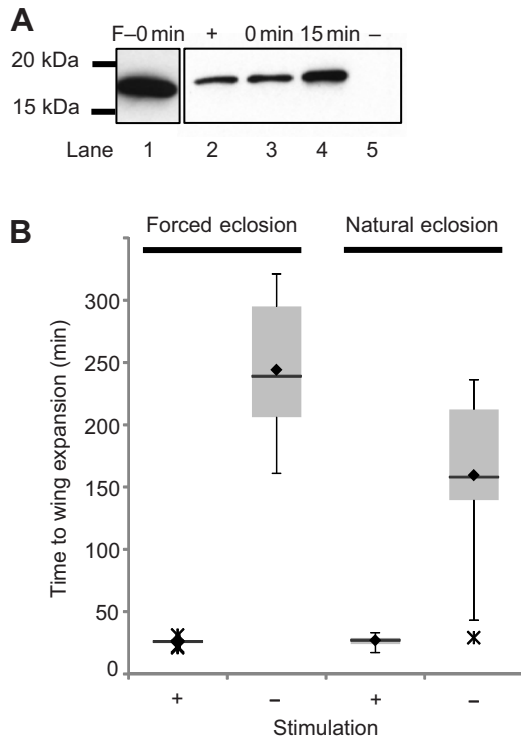 A
F–0 min + 0 min 15 min –
20 kDa
15 kDa
Lane 1 2 3 4 5
B
Forced eclosion Natural eclosion
Time to wing expansion (min)
300
250
200
150
100
50
0
+ – + –
Stimulation